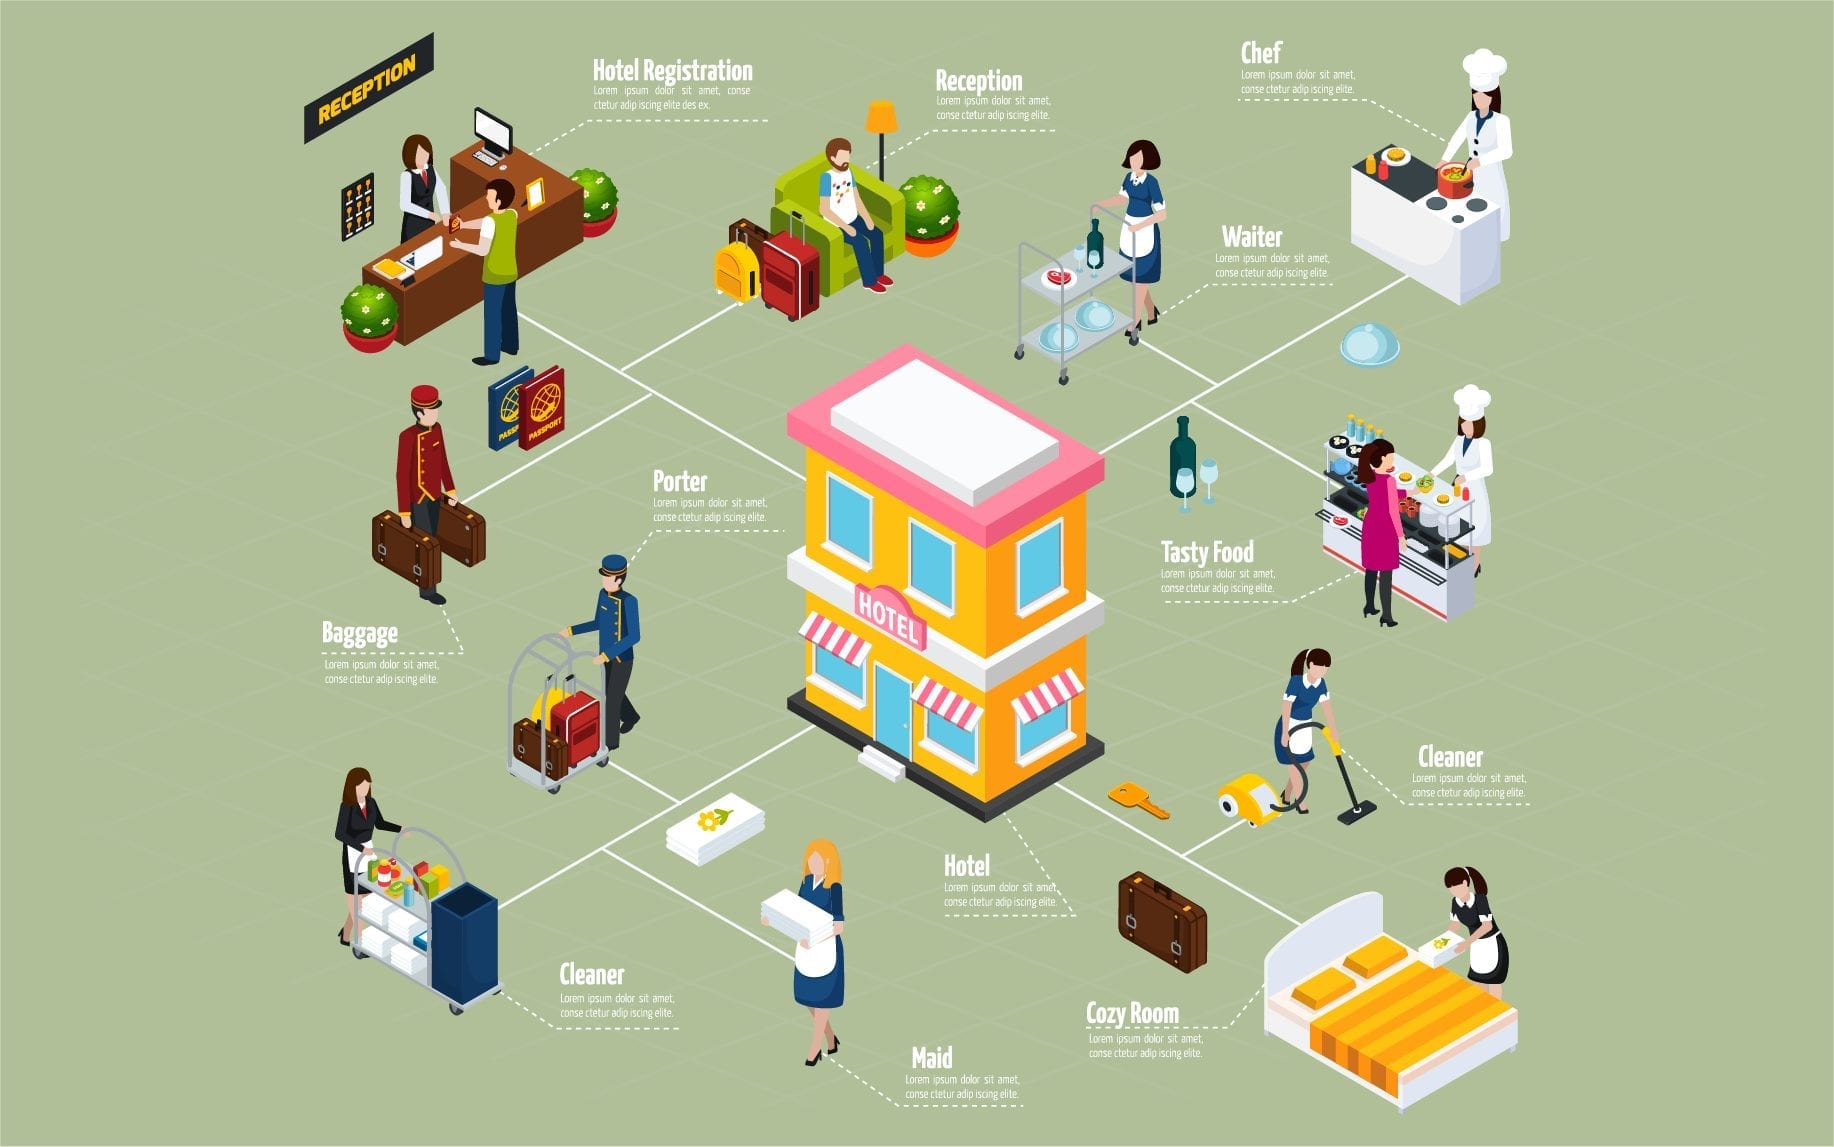 RECEPTION
Hotel Registration
Lorem ipsum dolor sit amet, conse
ctetur adip iscing elite des ex.
Reception
Lorem ipsum dolor sit amet,
conse ctetur adip iscing elite.
Chef
Lorem ipsum dolor sit amet,
conse ctetur adip iscing elite.
Waiter
Lorem ipsum dolor sit amet,
conse ctetur adip iscing elite.
PASSP
PASSPORT
Porter
Lorem ipsum dolor sit amet,
conse ctetur adip iscing elite.
Tasty Food
Lorem ipsum dolor sit amet,
conse ctetur adip iscing elite.
HOTEL
Baggage
Lorem ipsum dolor sit amet,
conse ctetur adip iscing elite.
Cleaner
Lorem ipsum dolor sit amet,
conse ctetur adip iscing elite.
Hotel
Lorem ipsum dolor sit amet,
conse ctetur adip iscing elite.
Cleaner
Lorem ipsum dolor sit amet,
conse ctetur adip iscing elite.
Cozy Room
Lorem ipsum dolor sit amet,
conse ctetur adip iscing elite.
Maid
Lorem ipsum dolor sit amet,
conse ctetur adip iscing elite.